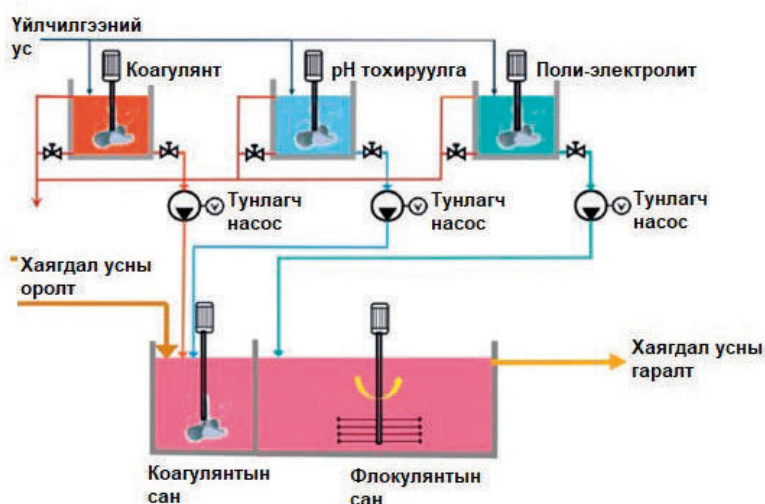 Үйлчилгээний
ус
Коагулянт
pH тохируулга
Поли-электролит
Тунлагч
насос
Тунлагч
насос
Тунлагч
насос
Хаягдал усны
оролт
Хаягдал усны
гаралт
Коагулянтын
сан
Флокулянтын
сан